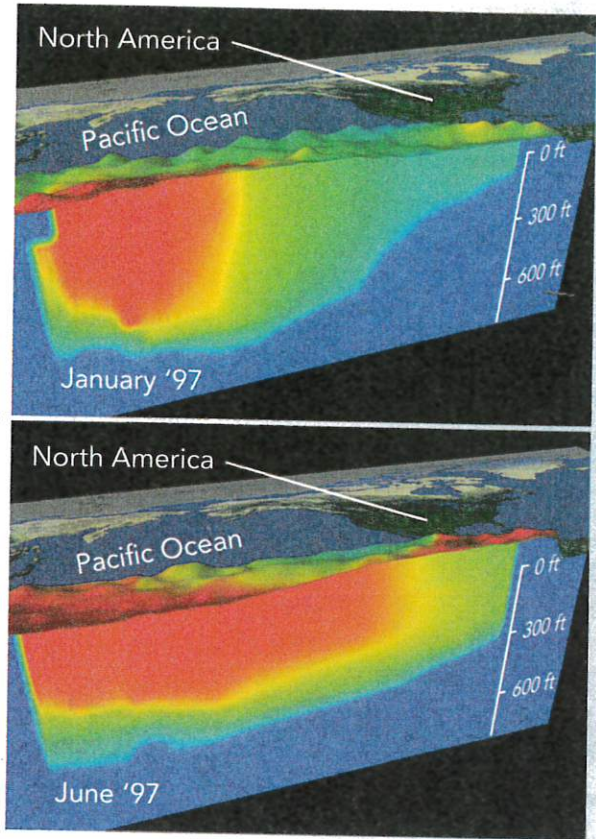 North America
Pacific Ocean
0 ft
300 ft
600 ft
January '97
North America
Pacific Ocean
0 ft
300 ft
600 ft
June '97